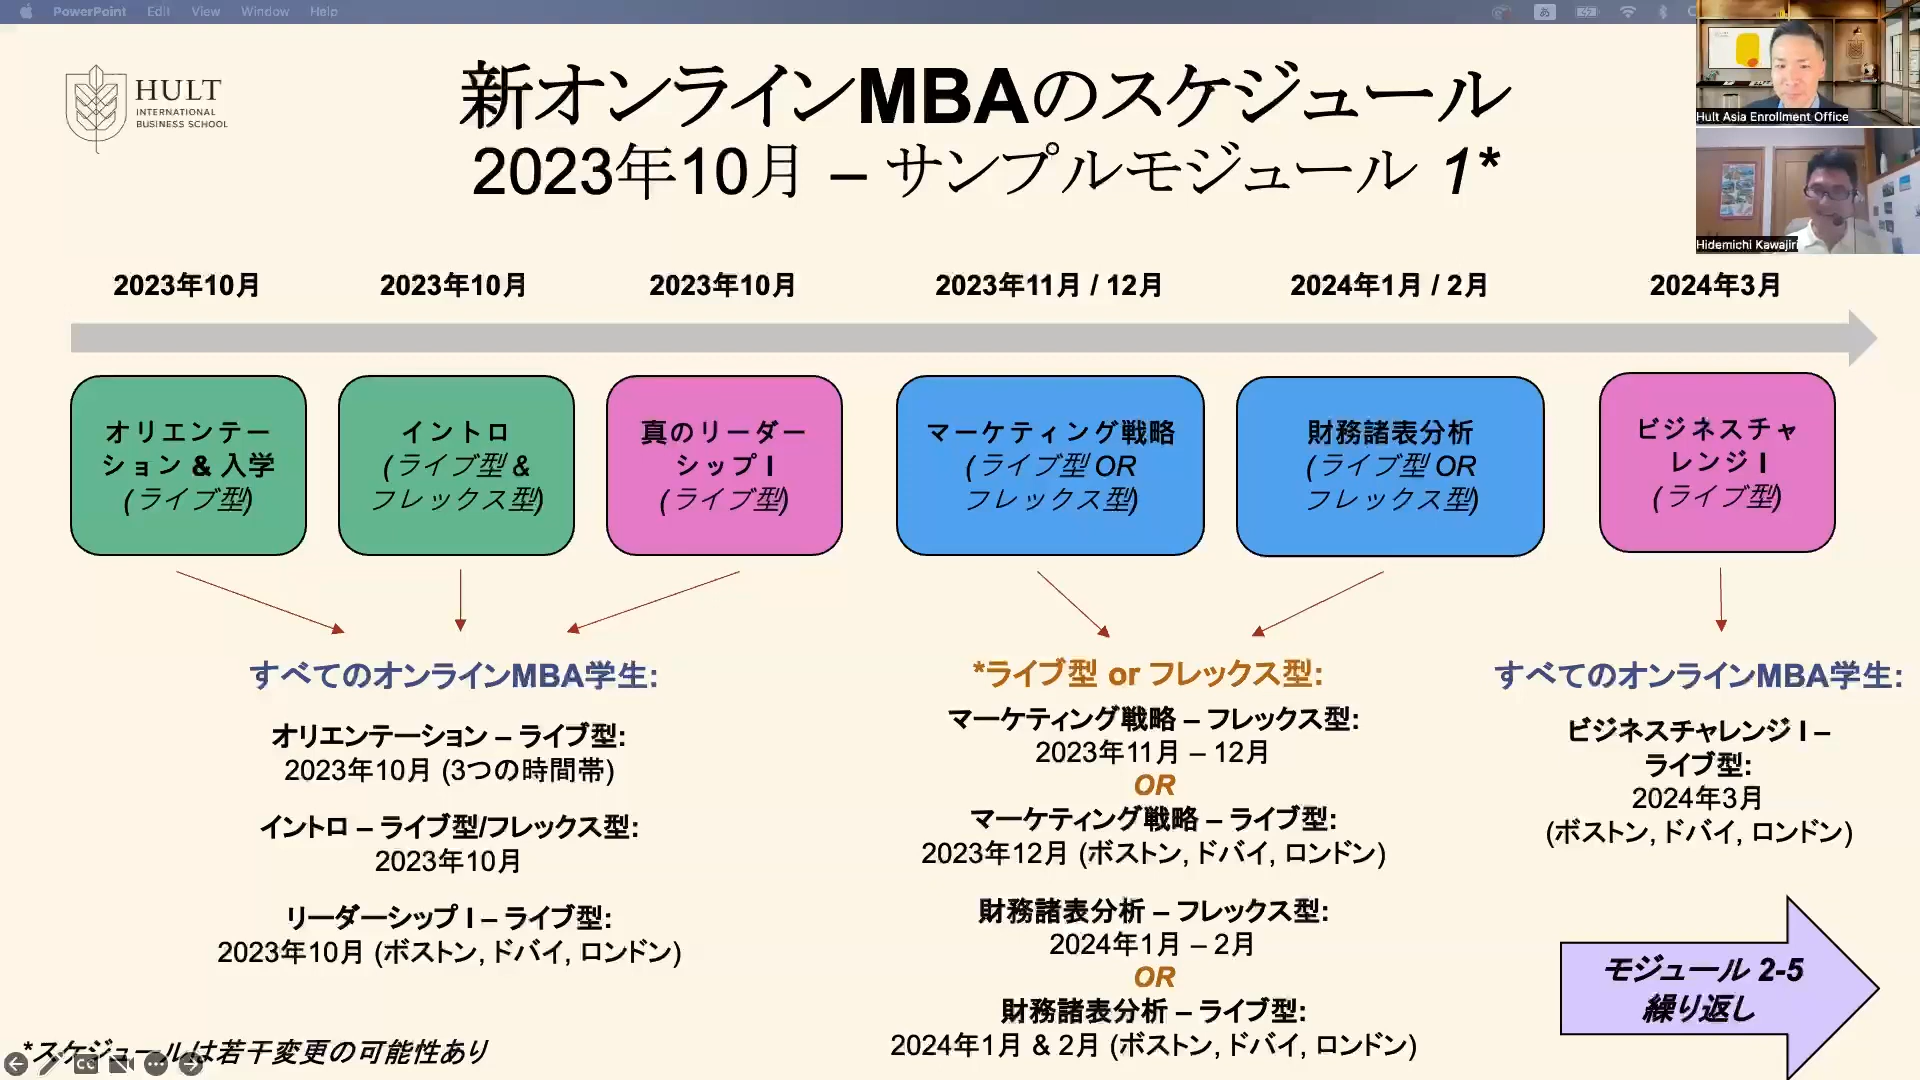 PowerPoint Edit View Window Help
あ
HULT
INTERNATIONAL
BUSINESS SCHOOL
新オンラインMBAのスケジュール
2023年10月 – サンプルモジュール 1*
Hult Asia Enrollment Office
Hidemichi Kawajiri
2023年10月
2023年10月
2023年10月
2023年11月 / 12月
2024年1月 / 2月
2024年3月
オリエンテー
ション & 入学
(ライブ型)
イントロ
(ライブ型 &
フレックス型)
真のリーダー
シップ I
(ライブ型)
マーケティング戦略
(ライブ型 OR
フレックス型)
財務諸表分析
(ライブ型 OR
フレックス型)
ビジネスチャ
レンジ I
(ライブ型)
すべてのオンラインMBA学生:
オリエンテーション – ライブ型:
2023年10月 (3つの時間帯)
イントロ – ライブ型/フレックス型:
2023年10月
リーダーシップ I – ライブ型:
2023年10月 (ボストン, ドバイ, ロンドン)
*ライブ型 or フレックス型:
マーケティング戦略 – フレックス型:
2023年11月 – 12月
OR
マーケティング戦略 – ライブ型:
2023年12月 (ボストン, ドバイ, ロンドン)
財務諸表分析 – フレックス型:
2024年1月 – 2月
OR
財務諸表分析 – ライブ型:
2024年1月 & 2月 (ボストン, ドバイ, ロンドン)
すべてのオンラインMBA学生:
ビジネスチャレンジ I –
ライブ型:
2024年3月
(ボストン, ドバイ, ロンドン)
モジュール 2-5
繰り返し
*スケジュールは若干変更の可能性あり
CC